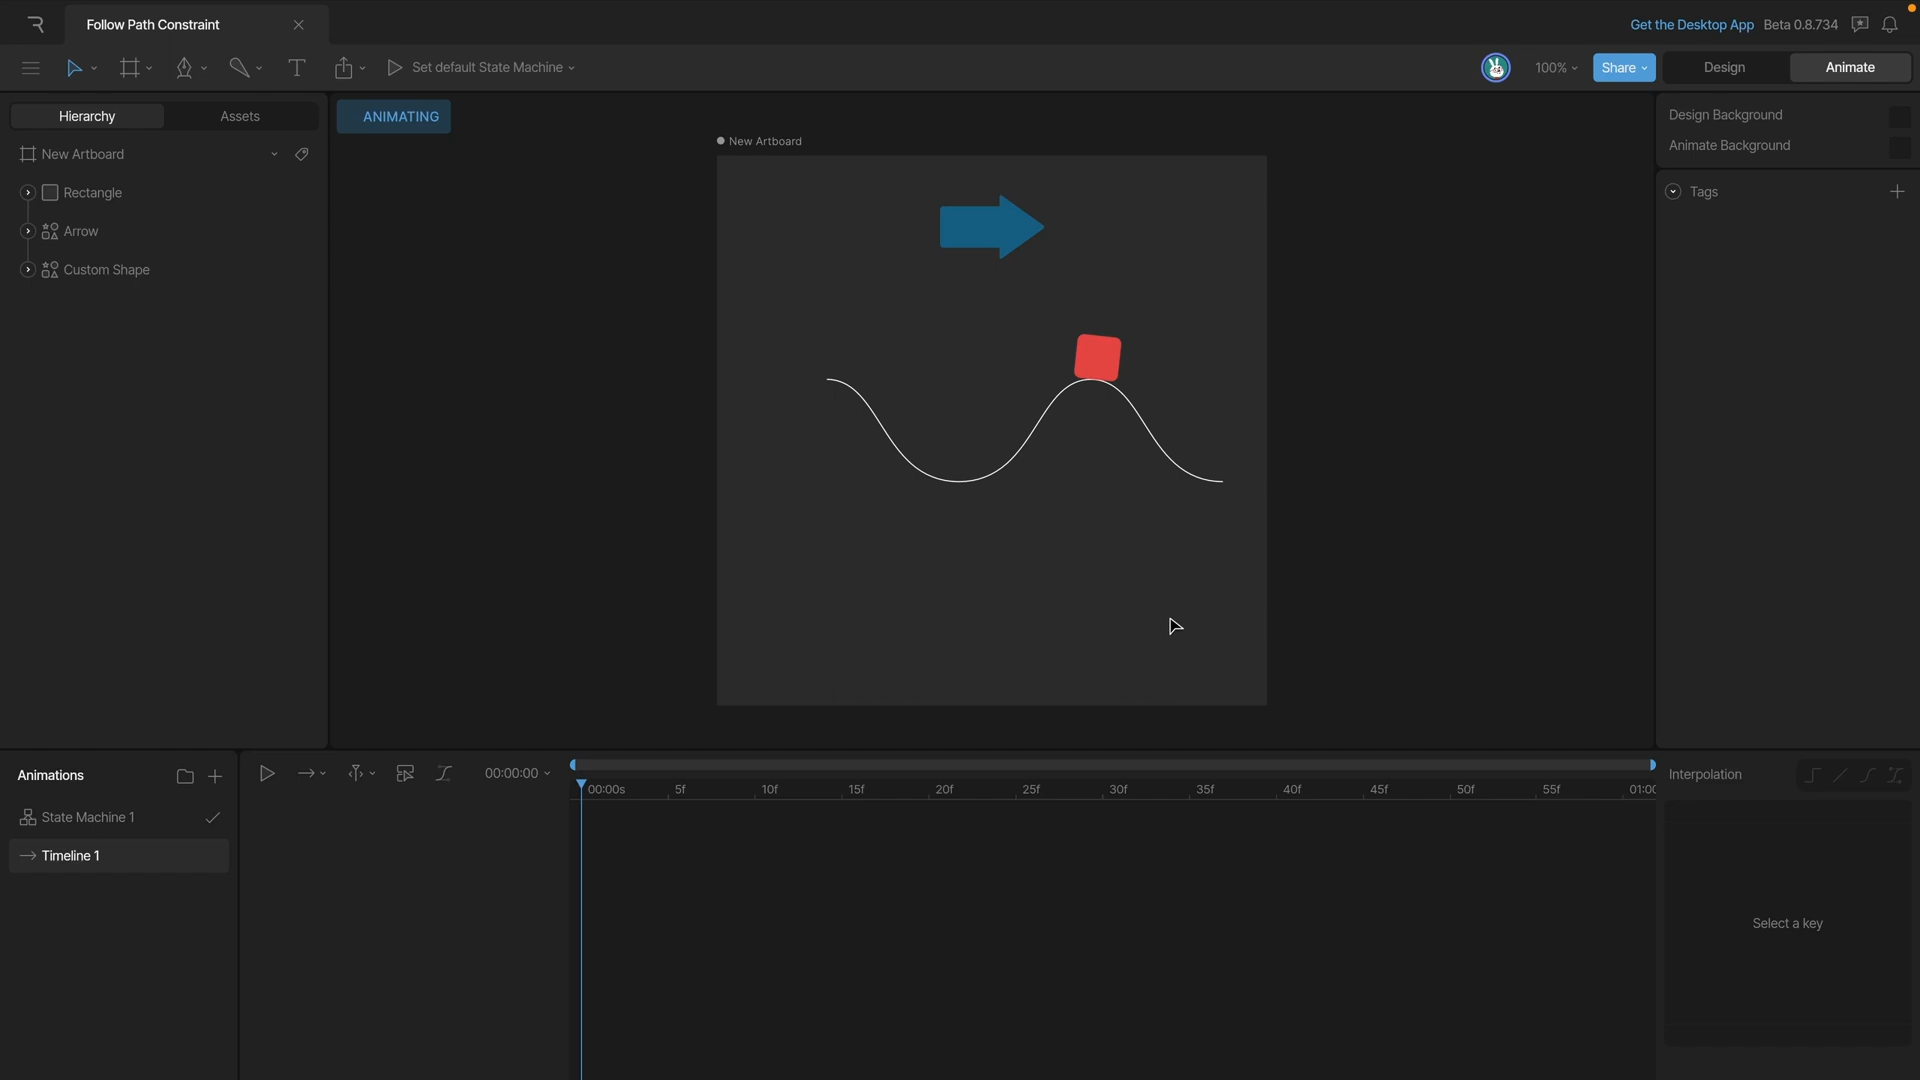 Follow Path Constraint
Get the Desktop App Beta 0.8.734
Set default State Machine
100% Share Design Animate
Hierarchy Assets
ANIMATING
Design Background
Animate Background
New Artboard
New Artboard
Rectangle
Arrow
Custom Shape
Tags
Animations
00:00:00
Interpolation
00:00s 5f 10f 15f 20f 25f 30f 35f 40f 45f 50f 55f 01:00
State Machine 1
Timeline 1
Select a key